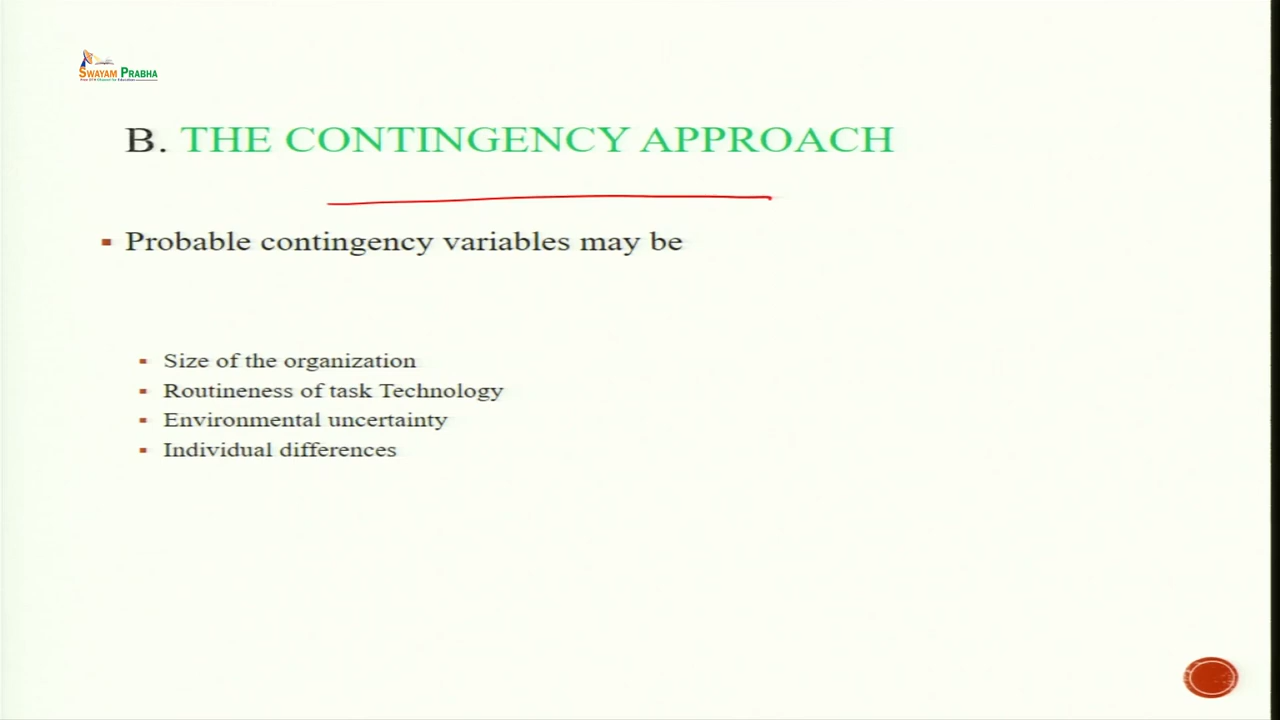 SWAYAM PRABHA
B. THE CONTINGENCY APPROACH
Probable contingency variables may be
Size of the organization
Routineness of task Technology
Environmental uncertainty
Individual differences